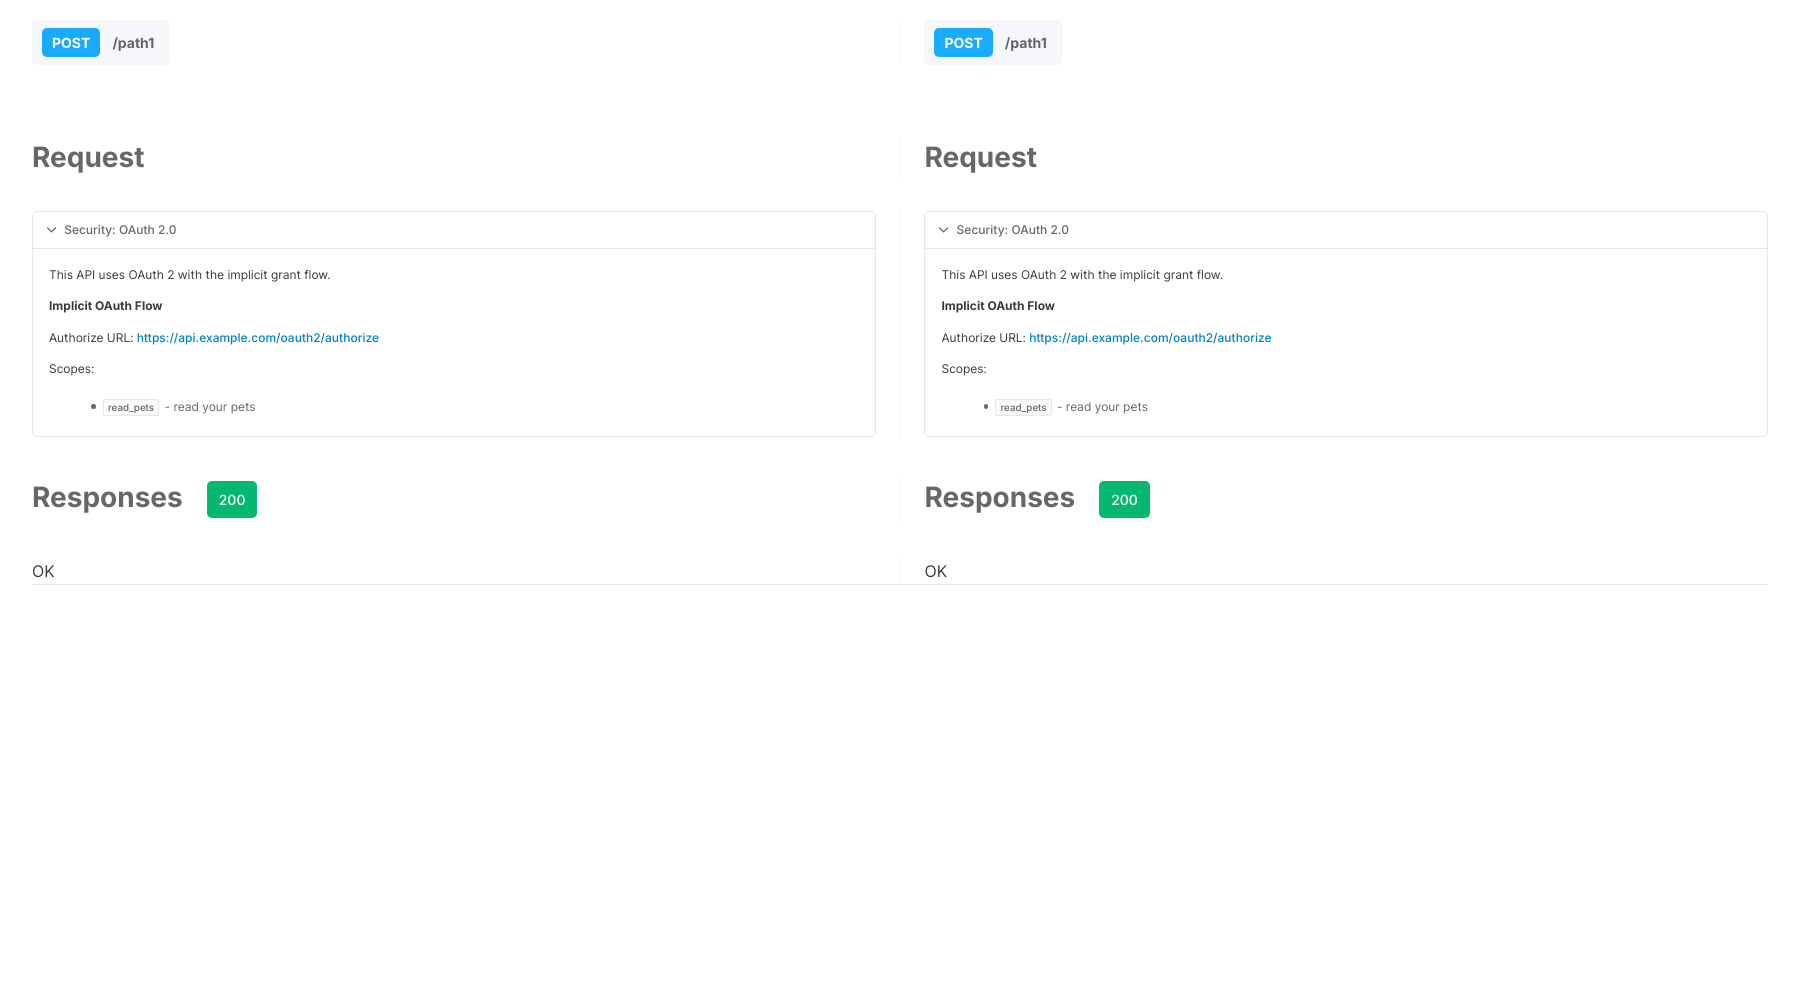 POST /path1
Request
Security: OAuth 2.0
This API uses OAuth 2 with the implicit grant flow.
Implicit OAuth Flow
Authorize URL: https://api.example.com/oauth2/authorize
Scopes:
• read_pets - read your pets
Responses 200
OK
POST /path1
Request
Security: OAuth 2.0
This API uses OAuth 2 with the implicit grant flow.
Implicit OAuth Flow
Authorize URL: https://api.example.com/oauth2/authorize
Scopes:
• read_pets - read your pets
Responses 200
OK